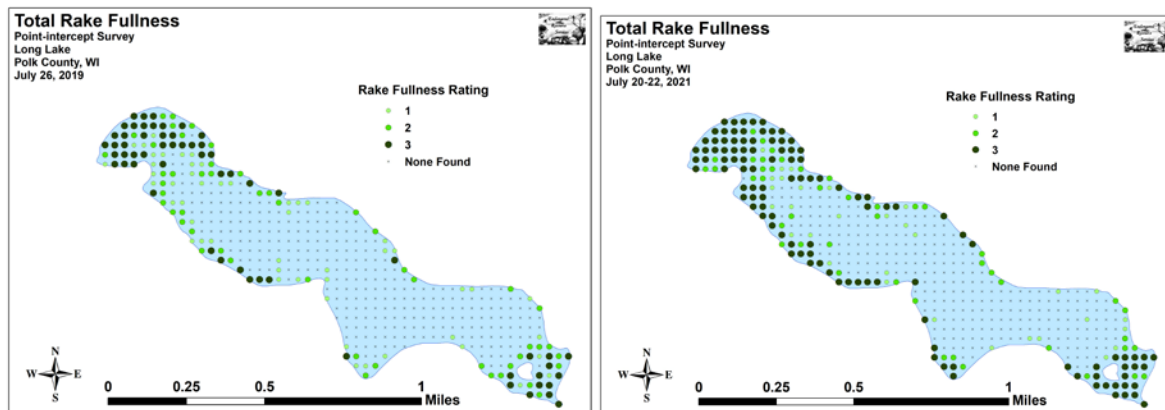 Total Rake Fullness
Point-intercept Survey
Long Lake
Polk County, WI
July 26, 2019
Rake Fullness Rating
1
2
3
None Found
N
W E
S
0 0.25 0.5 1
Miles
Total Rake Fullness
Point-intercept Survey
Long Lake
Polk County, WI
July 20-22, 2021
Rake Fullness Rating
1
2
3
None Found
N
W E
S
0 0.25 0.5 1
Miles